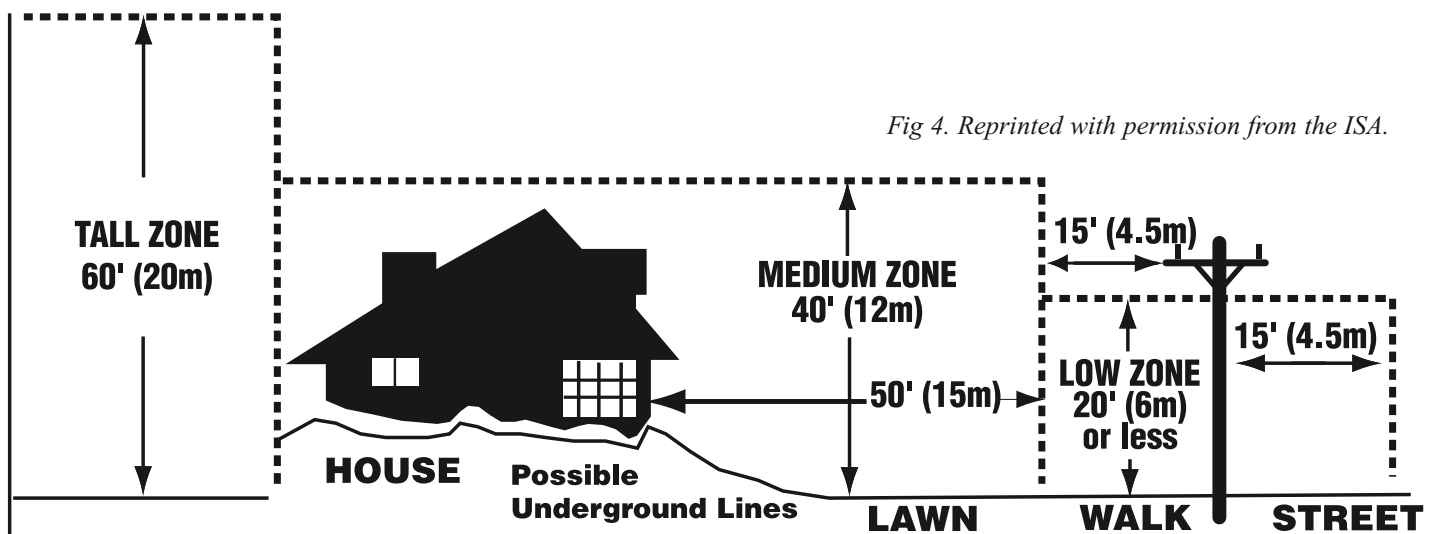 Fig 4. Reprinted with permission from the ISA.
TALL ZONE
60' (20m)
MEDIUM ZONE
40' (12m)
15' (4.5m)
15' (4.5m)
50' (15m)
LOW ZONE
20' (6m)
or less
HOUSE
Possible
Underground Lines
LAWN
WALK
STREET